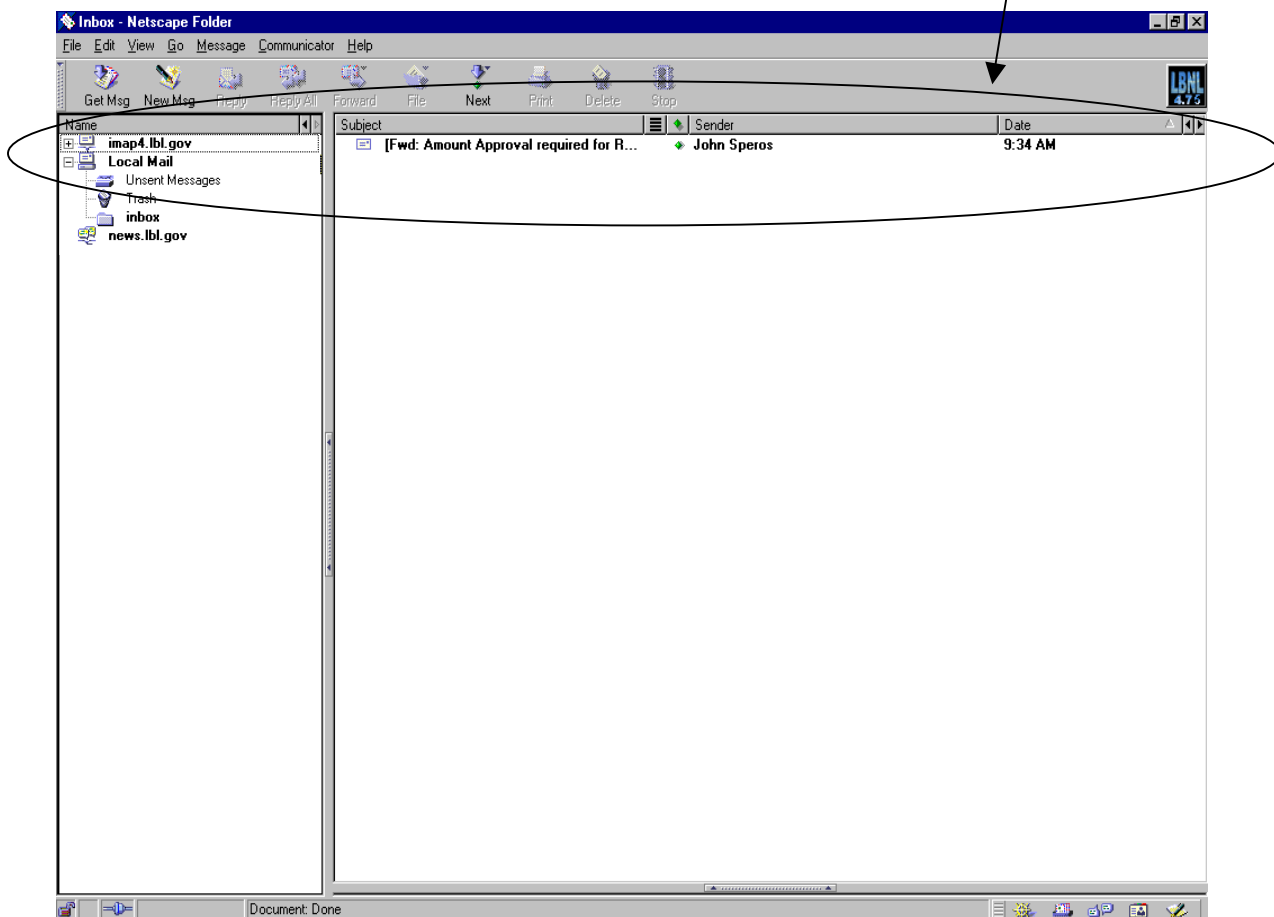 Inbox - Netscape Folder
File Edit View Go Message Communicator Help
Get Msg New Msg Reply Reply All Forward File Next Print Delete Stop
LBNL
4.75
Name Subject Sender Date
imap4.lbl.gov [Fwd: Amount Approval required for R... John Speros 9:34 AM
Local Mail
Unsent Messages
Trash
inbox
news.lbl.gov
Document: Done